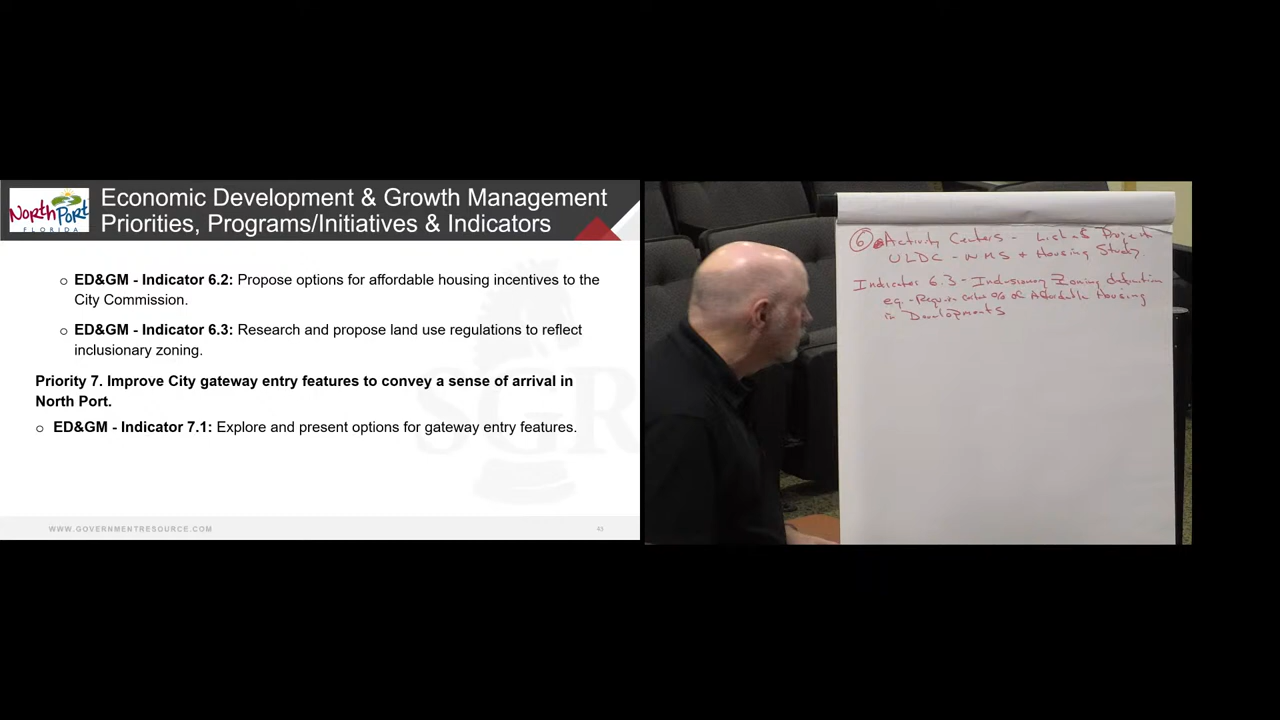 North Port
FLORIDA
Economic Development & Growth Management
Priorities, Programs/Initiatives & Indicators
o ED&GM - Indicator 6.2: Propose options for affordable housing incentives to the
City Commission.
o ED&GM - Indicator 6.3: Research and propose land use regulations to reflect
inclusionary zoning.
Priority 7. Improve City gateway entry features to convey a sense of arrival in
North Port.
o ED&GM - Indicator 7.1: Explore and present options for gateway entry features.
SGR
WWW.GOVERNMENTRESOURCE.COM
43
6 Activity Centers - List of Project
ULDC - WMS + Housing Study
Indicator 6.3 - Inclusionary Zoning definition
eg. - Require % of Affordable Housing
in Developments